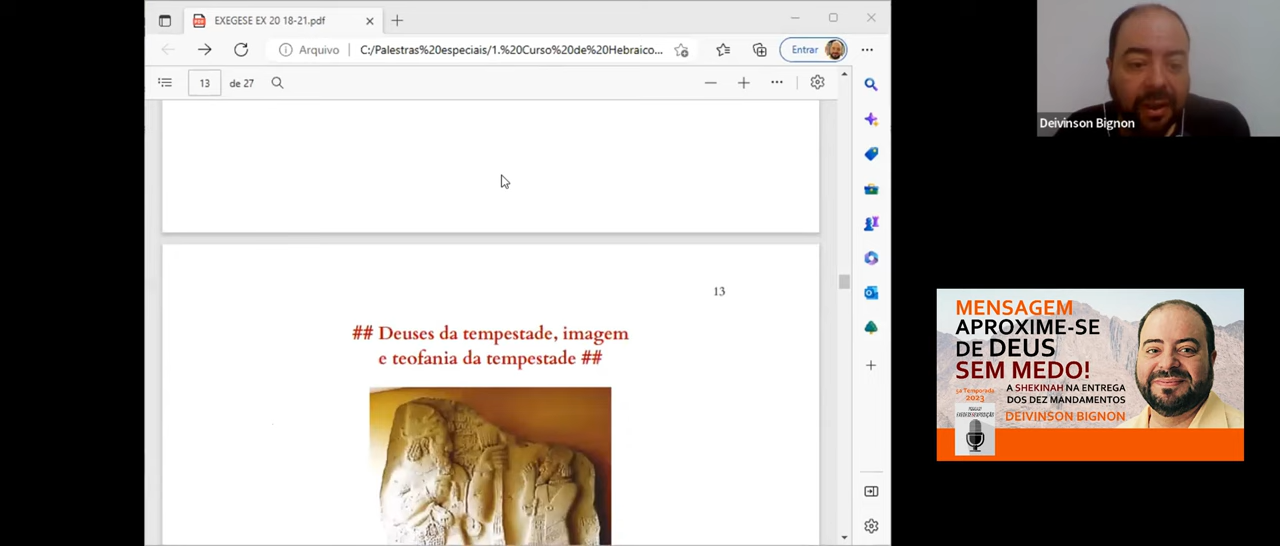 EXEGESE EX 20 18-21.pdf
Arquivo
C:/Palestras%20especiais/1.%20Curso%20de%20Hebraico...
Entrar
13
de 27
13
## Deuses da tempestade, imagem
e teofania da tempestade ##
Deivinson Bignon
MENSAGEM
APROXIME-SE
DE DEUS
SEM MEDO!
A SHEKINAH NA ENTREGA
DOS DEZ MANDAMENTOS
DEIVINSON BIGNON
5ª Temporada
2023